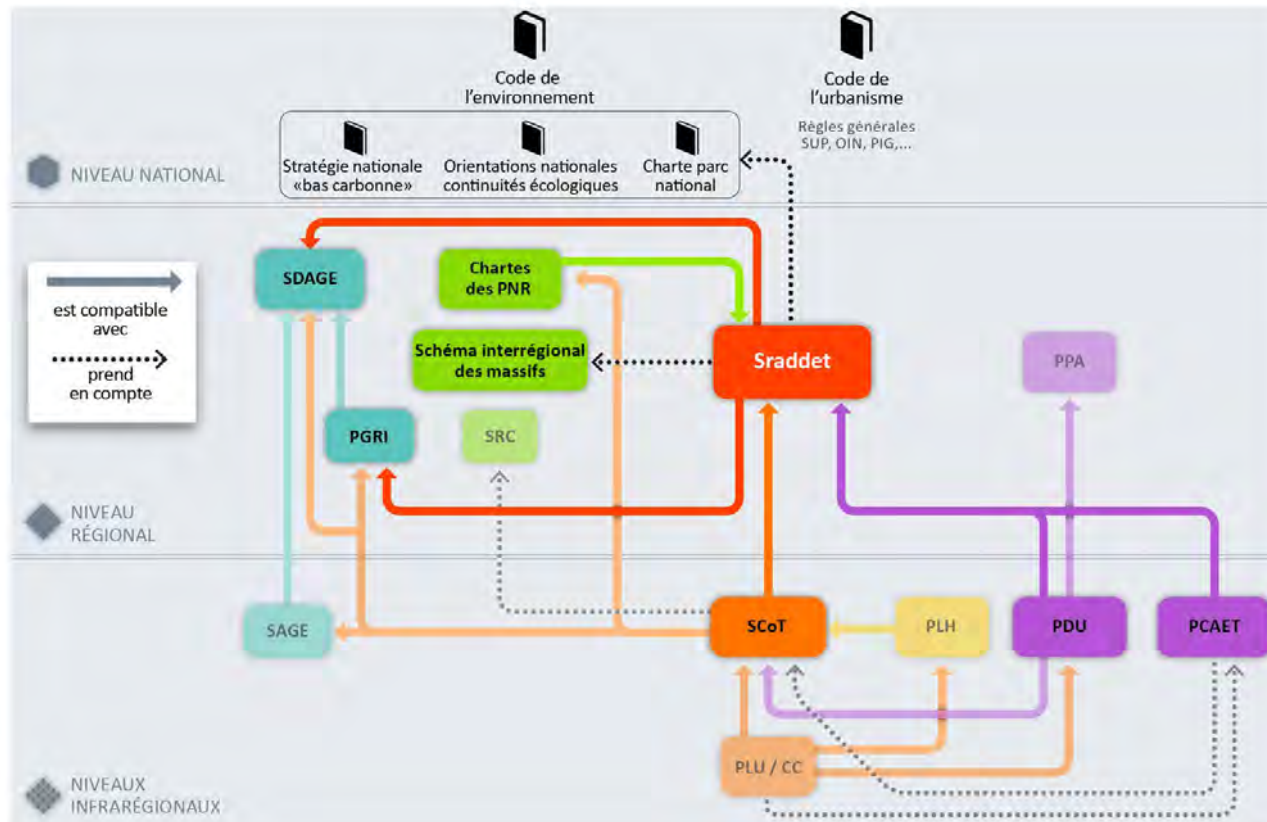 Code de
l'environnement
Code de
l'urbanisme
Règles générales
SUP, OIN, PIG,...
Stratégie nationale
«bas carbonne»
Orientations nationales
continuités écologiques
Charte parc
national
NIVEAU NATIONAL
SDAGE
Chartes
des PNR
est compatible
avec
prend
en compte
Schéma interrégional
des massifs
Sraddet
PPA
PGRI
SRC
NIVEAU
RÉGIONAL
SAGE
SCoT
PLH
PDU
PCAET
PLU / CC
NIVEAUX
INFRARÉGIONAUX